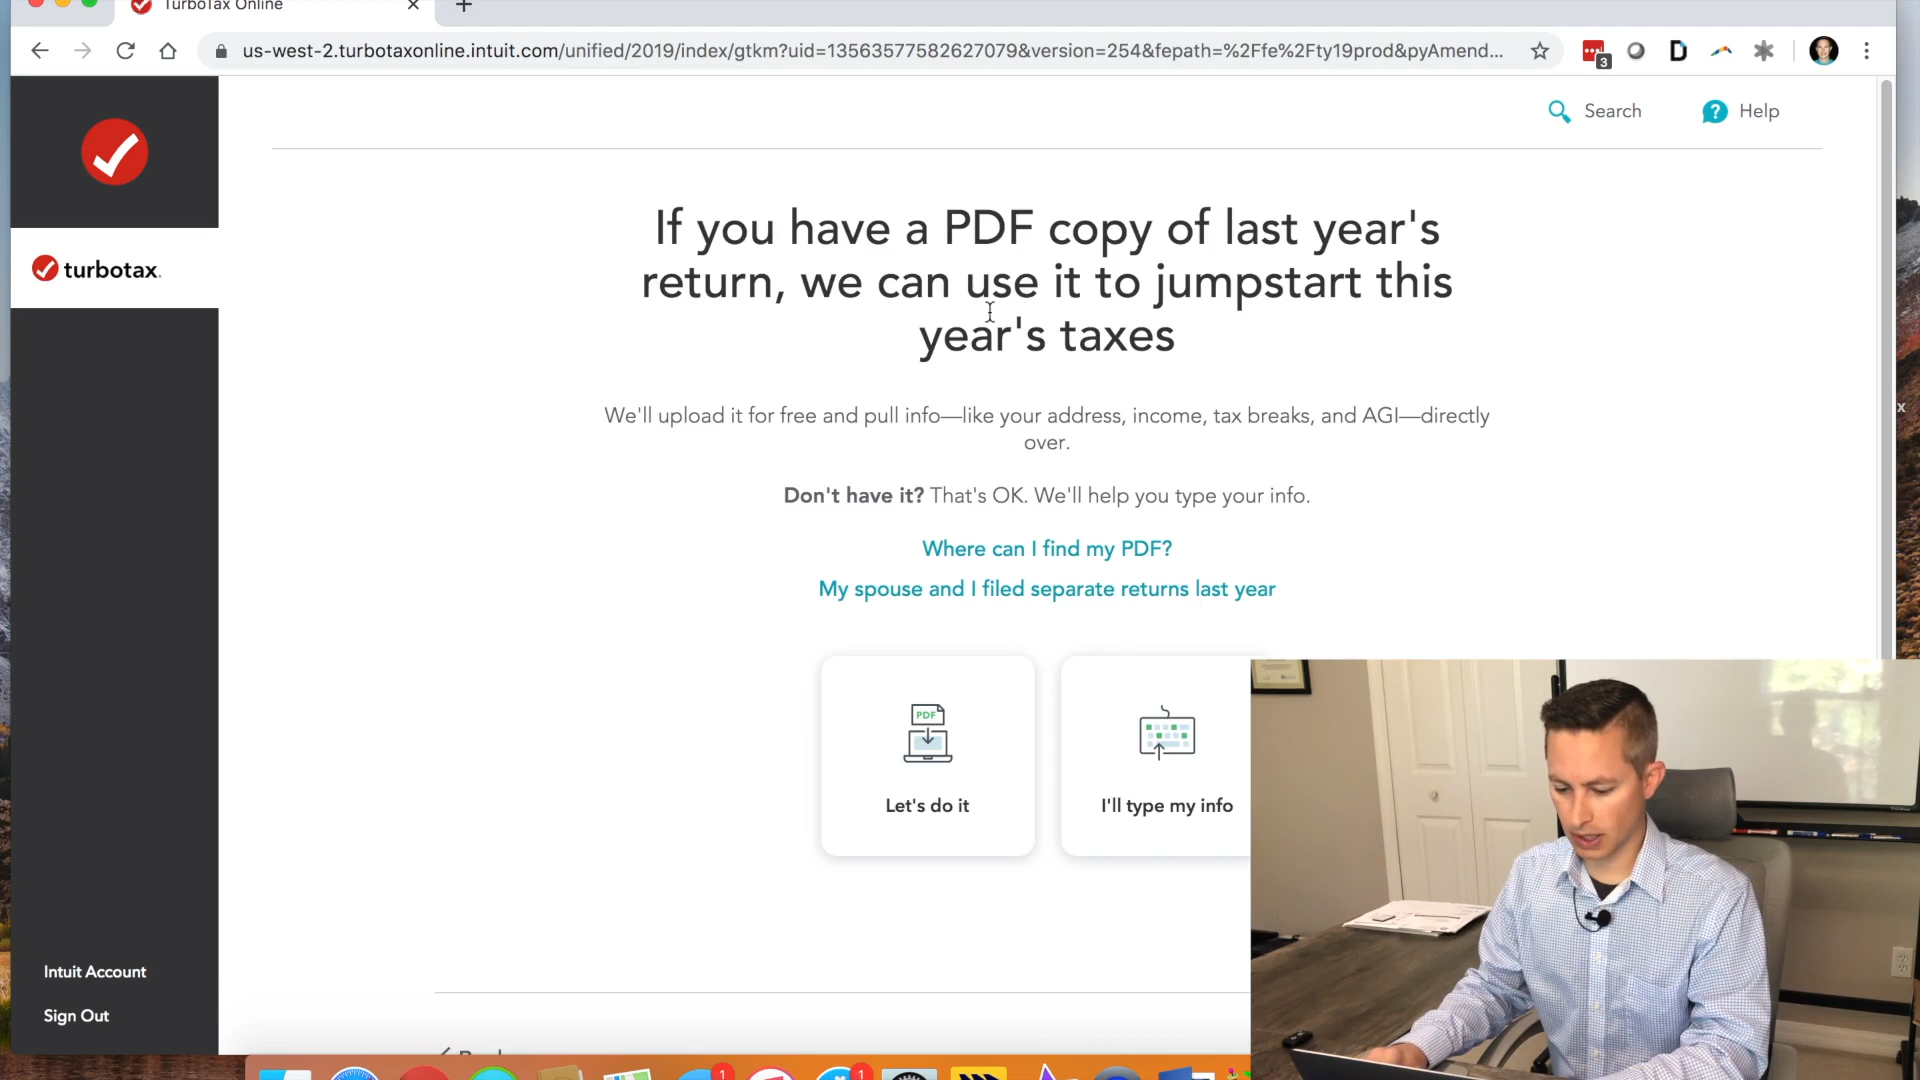 TurboTax Online
us-west-2.turbotaxonline.intuit.com/unified/2019/index/gtkm?uid=13563577582627079&version=254&fepath=%2Ffe%2Fty19prod&pyAmend...
3
Search
Help
turbotax.
If you have a PDF copy of last year's
return, we can use it to jumpstart this
year's taxes
We'll upload it for free and pull info—like your address, income, tax breaks, and AGI—directly
over.
Don't have it? That's OK. We'll help you type your info.
Where can I find my PDF?
My spouse and I filed separate returns last year
PDF
Let's do it
I'll type my info
Intuit Account
Sign Out
1
1